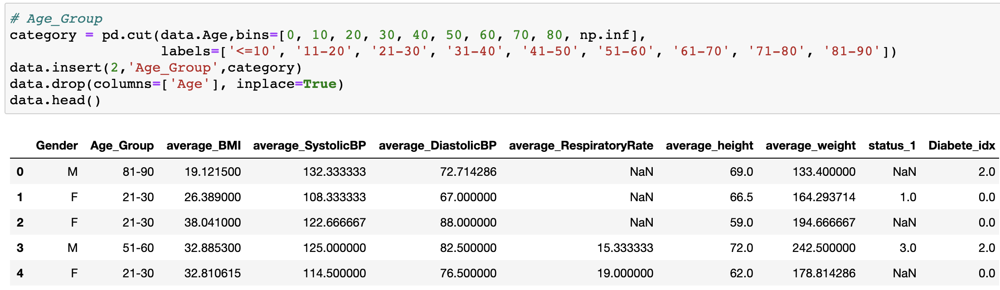 # Age_Group
category = pd.cut(data.Age,bins=[0, 10, 20, 30, 40, 50, 60, 70, 80, np.inf],
labels=['<=10', '11-20', '21-30', '31-40', '41-50', '51-60', '61-70', '71-80', '81-90'])
data.insert(2,'Age_Group',category)
data.drop(columns=['Age'], inplace=True)
data.head()
Gender Age_Group average_BMI average_SystolicBP average_DiastolicBP average_RespiratoryRate average_height average_weight status_1 Diabete_idx
0 M 81-90 19.121500 132.333333 72.714286 NaN 69.0 133.400000 NaN 2.0
1 F 21-30 26.389000 108.333333 67.000000 NaN 66.5 164.293714 1.0 0.0
2 F 21-30 38.041000 122.666667 88.000000 NaN 59.0 194.666667 NaN 0.0
3 M 51-60 32.885300 125.000000 82.500000 15.333333 72.0 242.500000 3.0 2.0
4 F 21-30 32.810615 114.500000 76.500000 19.000000 62.0 178.814286 NaN 0.0